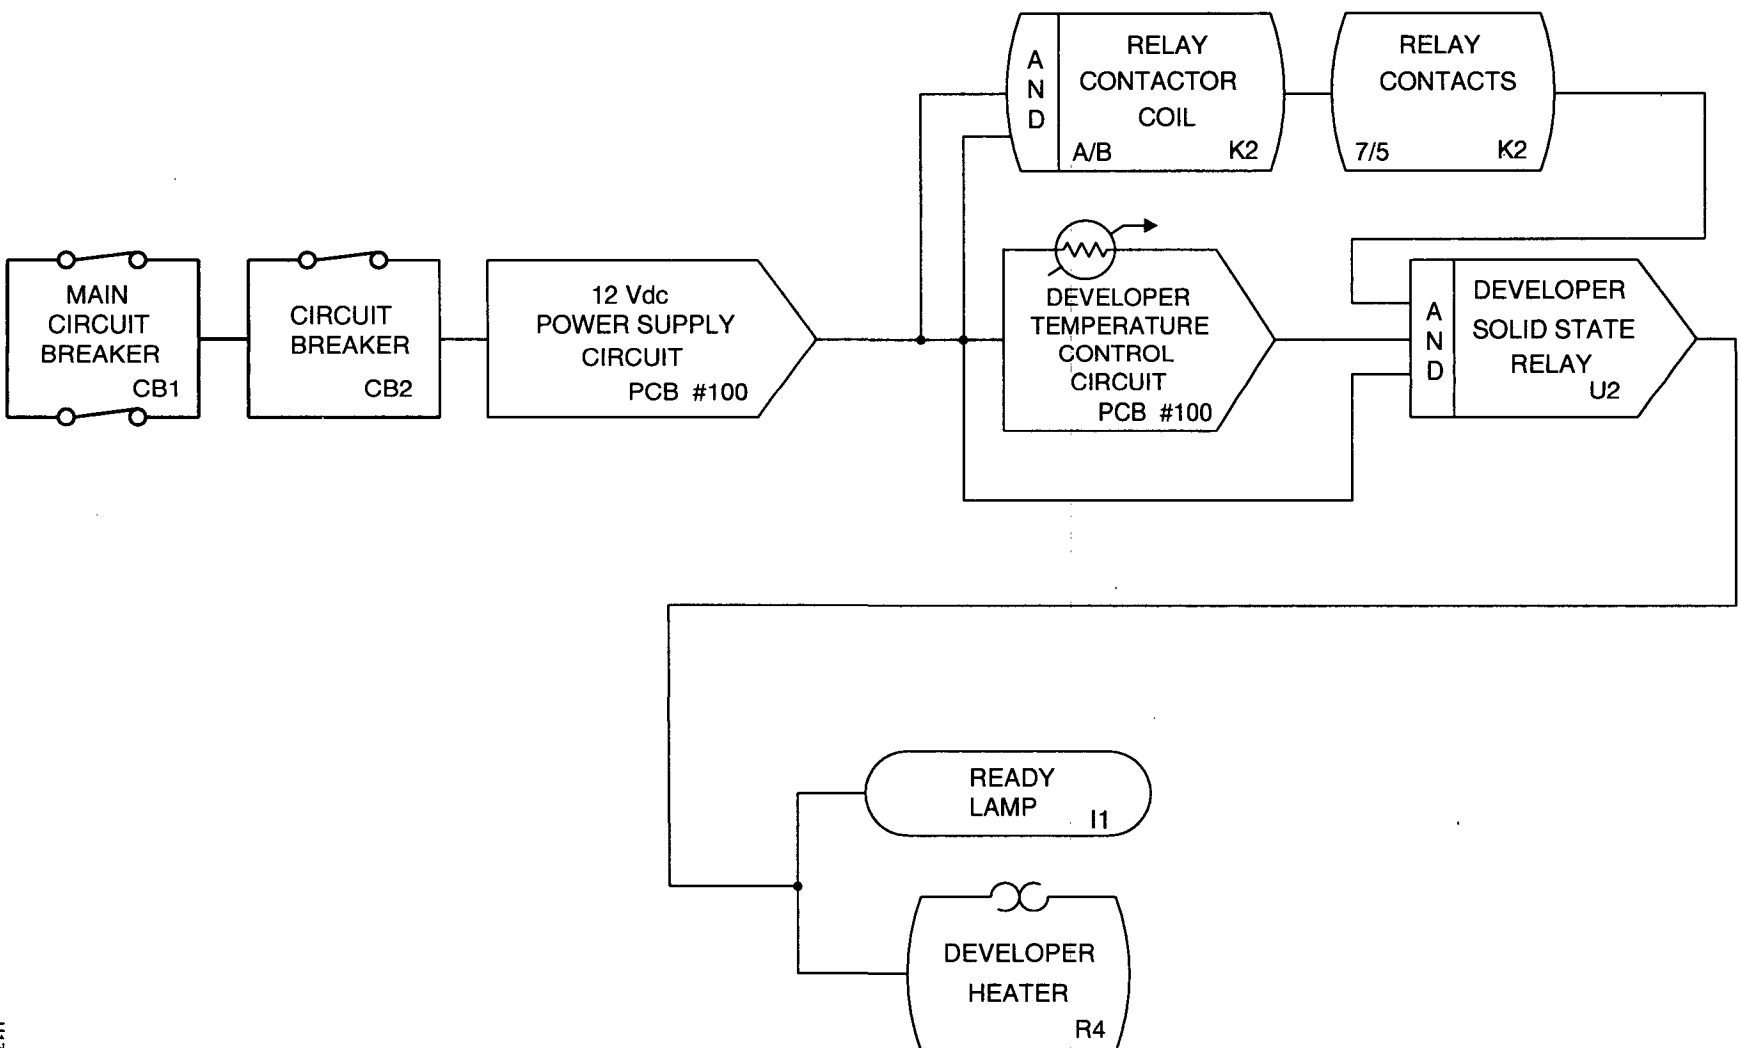 MAIN
CIRCUIT
BREAKER
CB1
CIRCUIT
BREAKER
CB2
12 Vdc
POWER SUPPLY
CIRCUIT
PCB #100
A
N
D
RELAY
CONTACTOR
COIL
A/B K2
RELAY
CONTACTS
7/5 K2
DEVELOPER
TEMPERATURE
CONTROL
CIRCUIT
PCB #100
A
N
D
DEVELOPER
SOLID STATE
RELAY
U2
READY
LAMP
I1
DEVELOPER
HEATER
R4